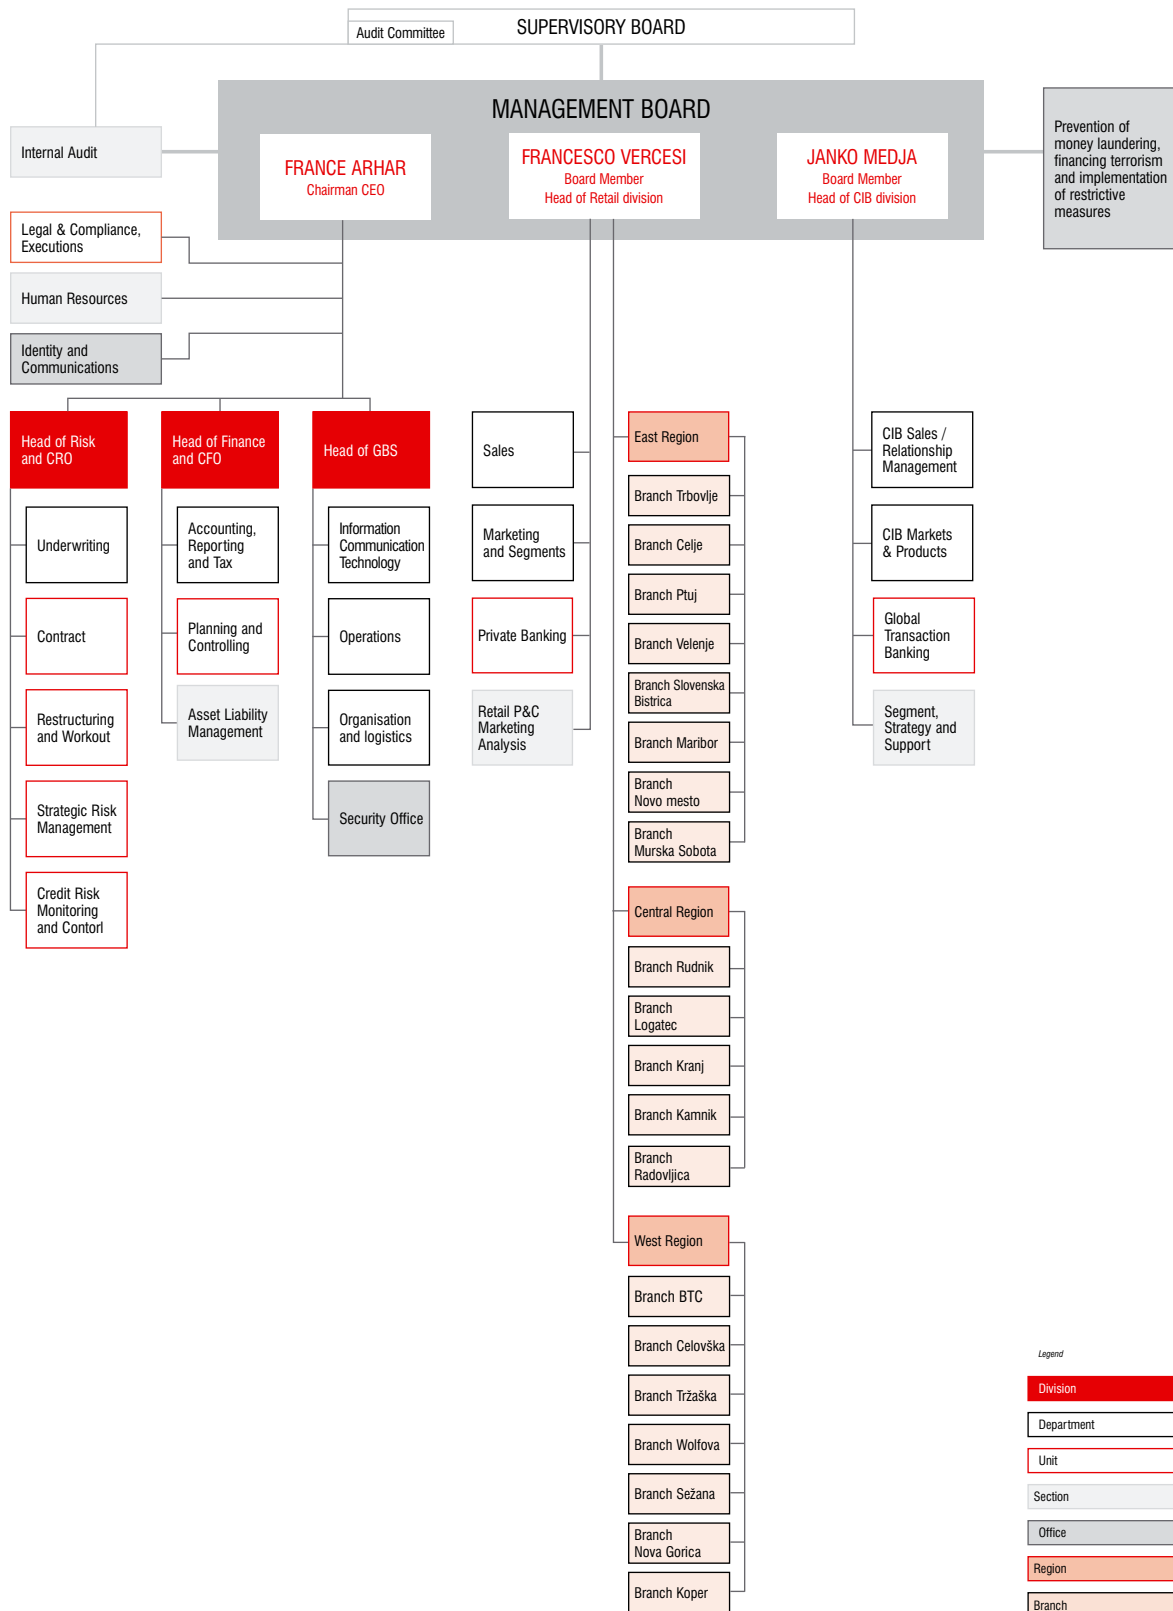 SUPERVISORY BOARD
Audit Committee
MANAGEMENT BOARD
Internal Audit
FRANCE ARHAR
Chairman CEO
FRANCESCO VERCESI
Board Member
Head of Retail division
JANKO MEDJA
Board Member
Head of CIB division
Prevention of
money laundering,
financing terrorism
and implementation
of restrictive
measures
Legal & Compliance,
Executions
Human Resources
Identity and
Communications
Head of Risk
and CRO
Underwriting
Contract
Restructuring
and Workout
Strategic Risk
Management
Credit Risk
Monitoring
and Contorl
Head of Finance
and CFO
Accounting,
Reporting
and Tax
Planning and
Controlling
Asset Liability
Management
Head of GBS
Information
Communication
Technology
Operations
Organisation
and logistics
Security Office
Sales
Marketing
and Segments
Private Banking
Retail P&C
Marketing
Analysis
East Region
Branch Trbovlje
Branch Celje
Branch Ptuj
Branch Velenje
Branch Slovenska
Bistrica
Branch Maribor
Branch
Novo mesto
Branch
Murska Sobota
Central Region
Branch Rudnik
Branch
Logatec
Branch Kranj
Branch Kamnik
Branch
Radovljica
West Region
Branch BTC
Branch Celovška
Branch Tržaška
Branch Wolfova
Branch Sežana
Branch
Nova Gorica
Branch Koper
CIB Sales /
Relationship
Management
CIB Markets
& Products
Global
Transaction
Banking
Segment,
Strategy and
Support
Legend
Division
Department
Unit
Section
Office
Region
Branch